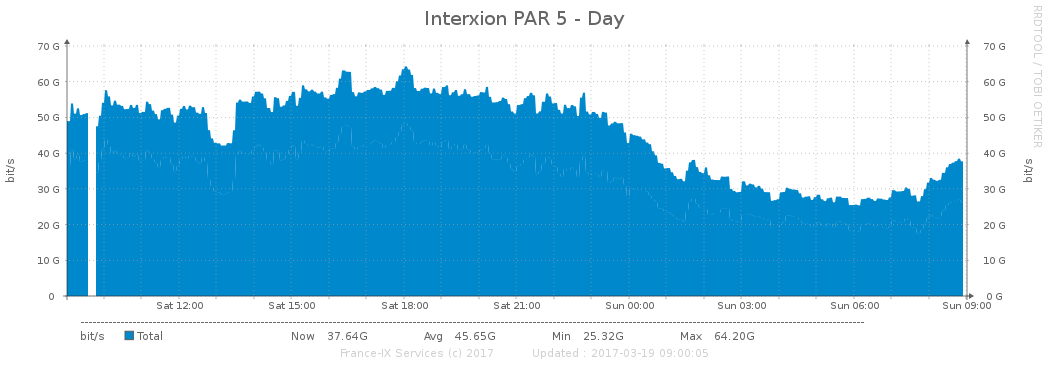 Interxion PAR 5 - Day
RRDTOOL / TOBI OETIKER
70 G 70 G
60 G 60 G
50 G 50 G
40 G 40 G
30 G 30 G
20 G 20 G
10 G 10 G
0 0 G
bit/s bit/s
Sat 12:00 Sat 15:00 Sat 18:00 Sat 21:00 Sun 00:00 Sun 03:00 Sun 06:00 Sun 09:00
bit/s Total Now 37.64G Avg 45.65G Min 25.32G Max 64.20G
France-IX Services (c) 2017 Updated : 2017-03-19 09:00:05